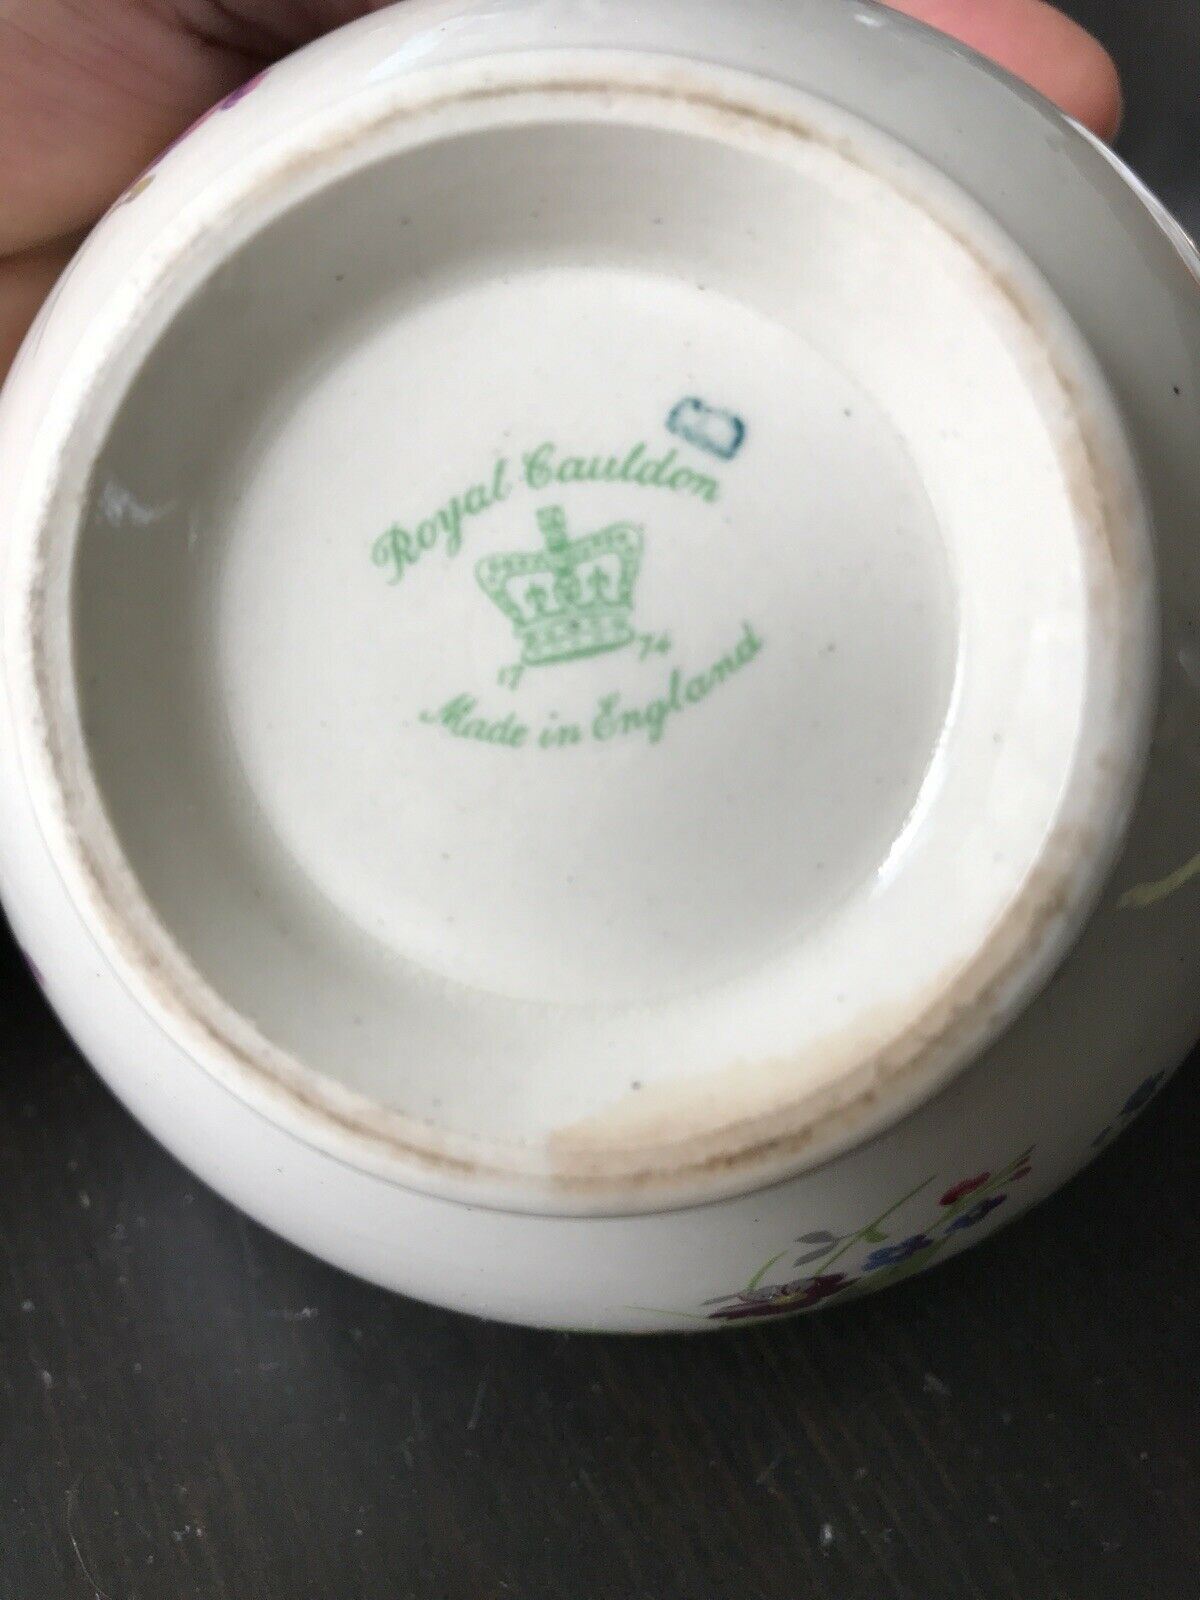 Royal Cauldon
17 74
Made in England